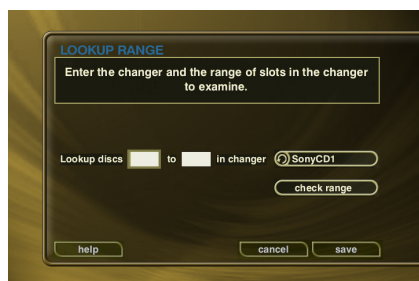 LOOKUP RANGE
Enter the changer and the range of slots in the changer
to examine.
Lookup discs to in changer SonyCD1
check range
help cancel save